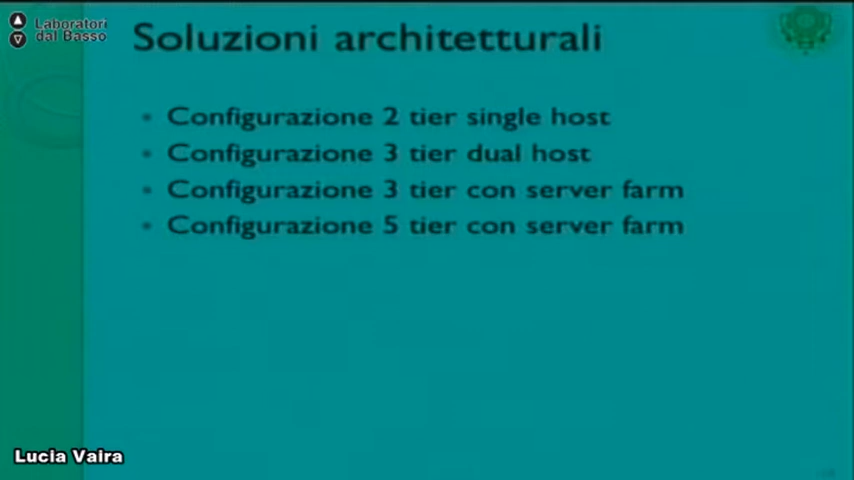 Laboratori
dal Basso
Soluzioni architetturali
Configurazione 2 tier single host
Configurazione 3 tier dual host
Configurazione 3 tier con server farm
Configurazione 5 tier con server farm
Lucia Vaira